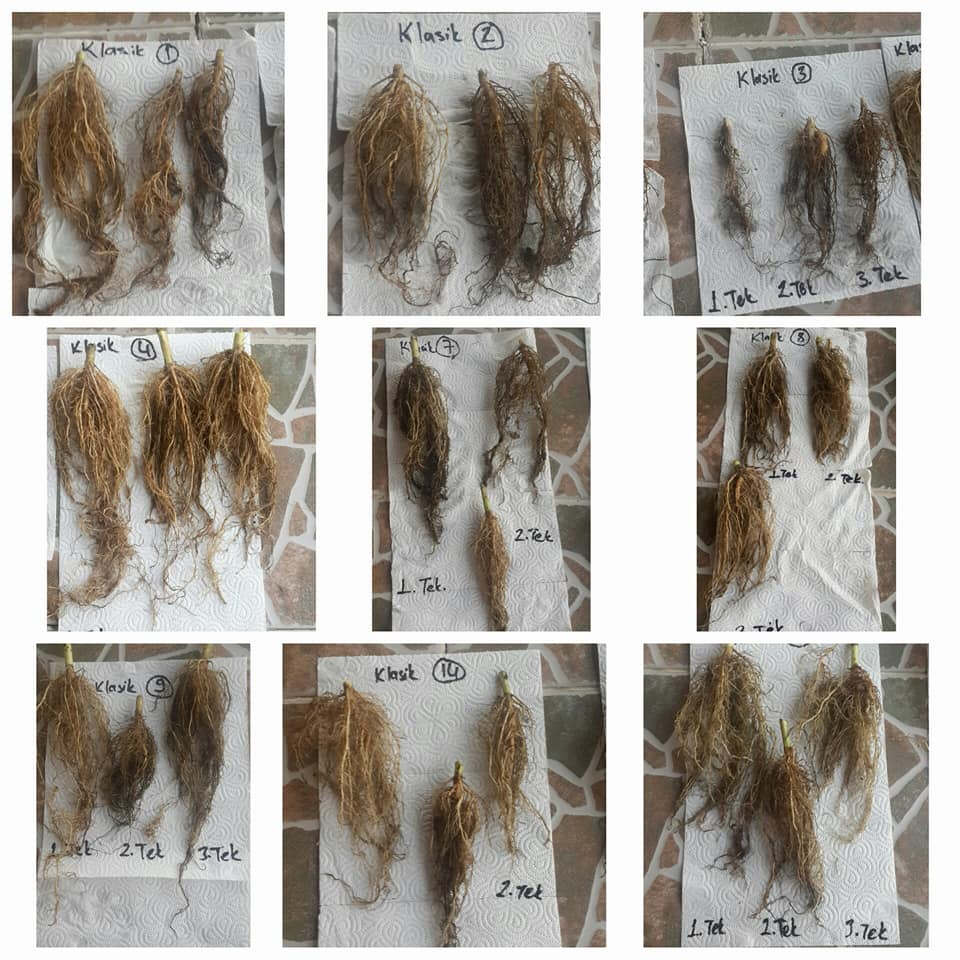 Klasik 1
Klasik 2
Klasik 3
Klas
1.Tek 2.Tek 3.Tek
Klasik 4
Klasik 7
2.Tek
1.Tek.
Klasik 8
1.Tek 2.Tek.
Klasik 9
1.Tek 2.Tek 3.Tek
Klasik 14
2.Tek
1.Tek 2.Tek 3.Tek